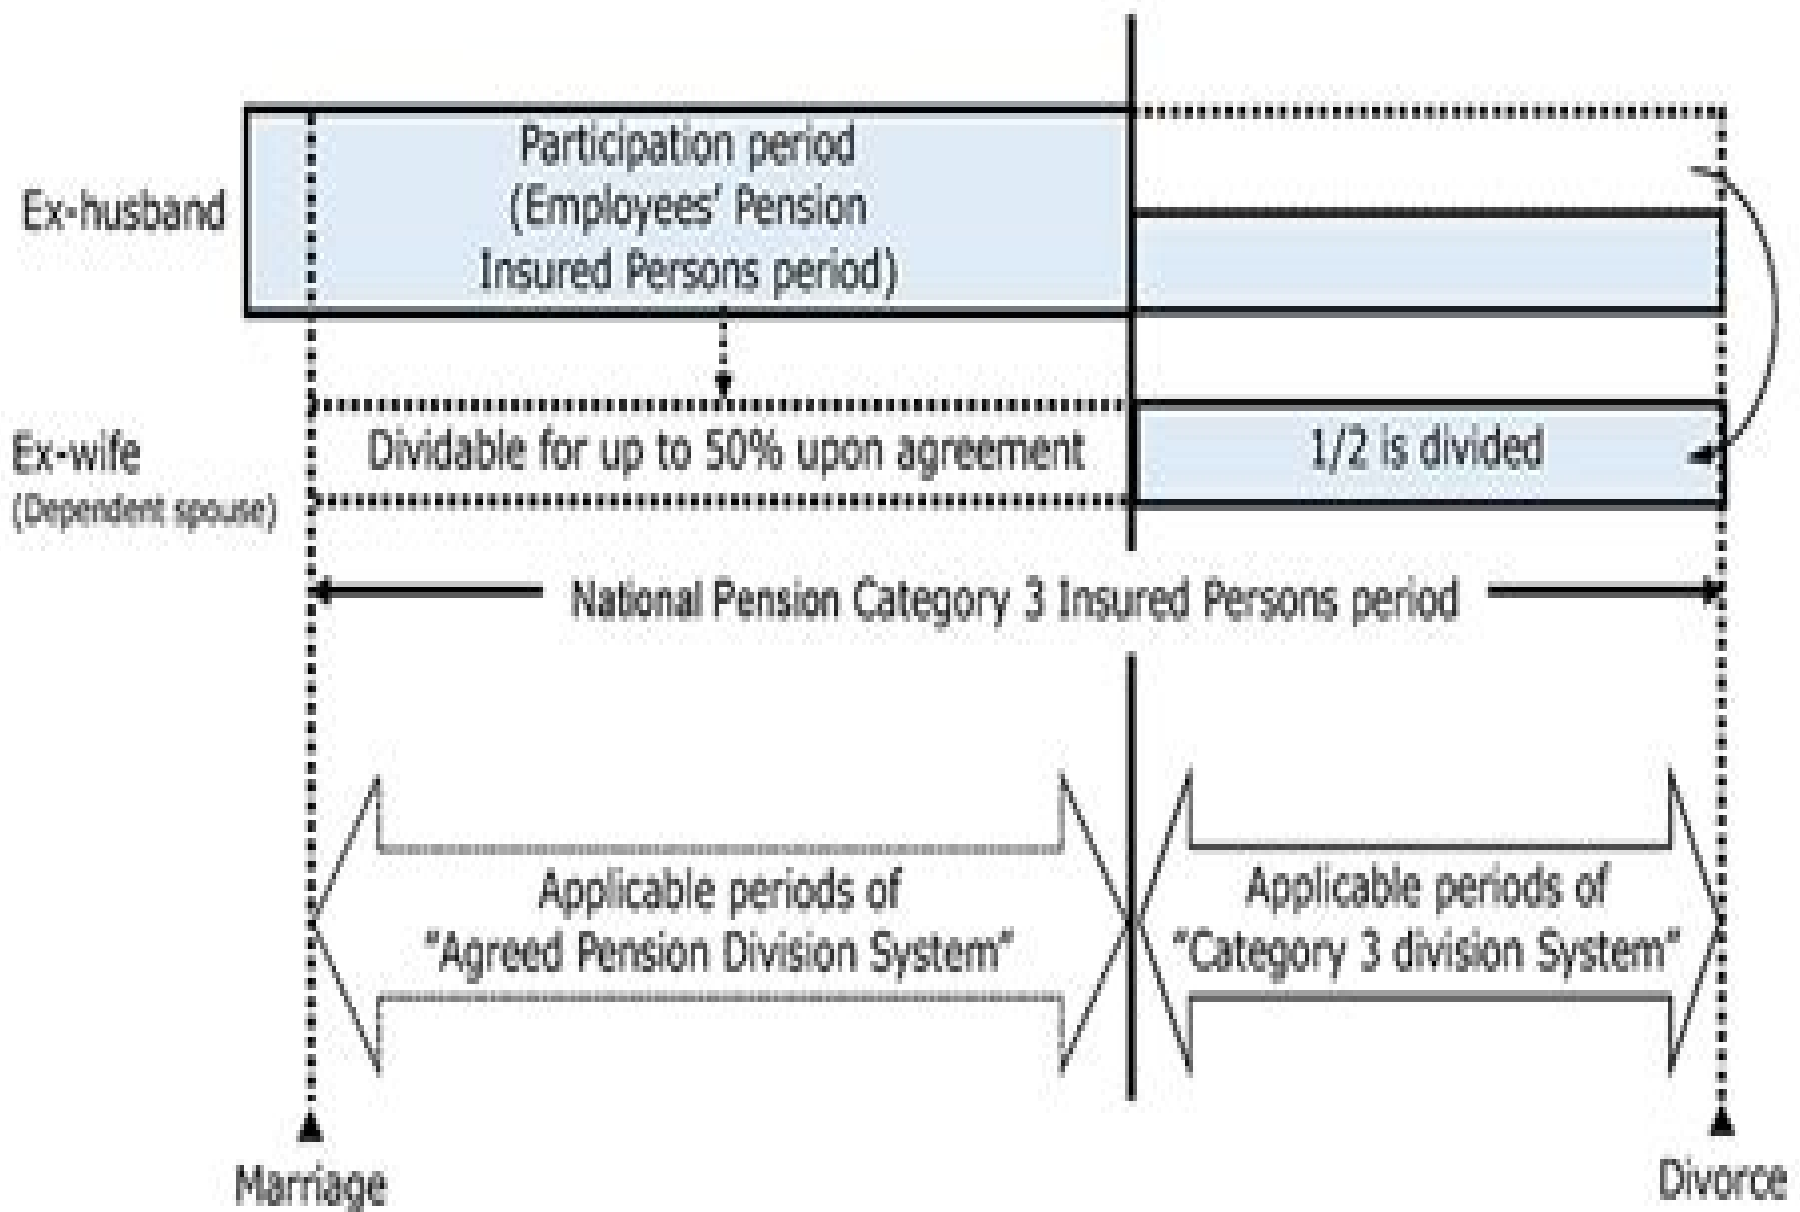 Participation period
(Employees' Pension
Insured Persons period)
Ex-husband
Ex-wife
(Dependent spouse)
Dividable for up to 50% upon agreement
1/2 is divided
National Pension Category 3 Insured Persons period
Applicable periods of
"Agreed Pension Division System"
Applicable periods of
"Category 3 division System"
Marriage
Divorce